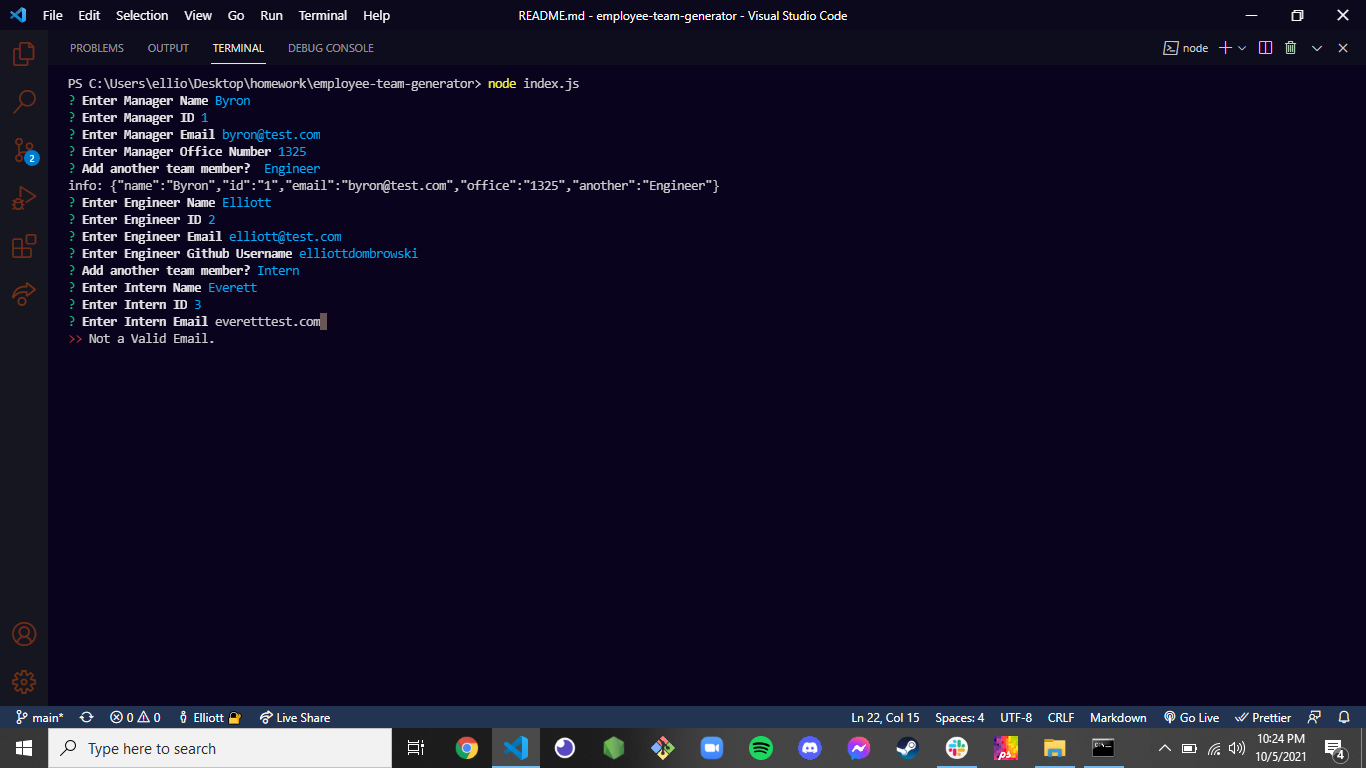 File Edit Selection View Go Run Terminal Help README.md - employee-team-generator - Visual Studio Code
PROBLEMS OUTPUT TERMINAL DEBUG CONSOLE node
PS C:\Users\ellio\Desktop\homework\employee-team-generator> node index.js
? Enter Manager Name Byron
? Enter Manager ID 1
? Enter Manager Email byron@test.com
? Enter Manager Office Number 1325
? Add another team member?  Engineer
info: {"name":"Byron","id":"1","email":"byron@test.com","office":"1325","another":"Engineer"}
? Enter Engineer Name Elliott
? Enter Engineer ID 2
? Enter Engineer Email elliott@test.com
? Enter Engineer Github Username elliottdombrowski
? Add another team member? Intern
? Enter Intern Name Everett
? Enter Intern ID 3
? Enter Intern Email everetttest.com
>> Not a Valid Email.
2
main* 0 0 Elliott Live Share Ln 22, Col 15 Spaces: 4 UTF-8 CRLF Markdown Go Live Prettier
Type here to search
ps
10:24 PM
10/5/2021
4